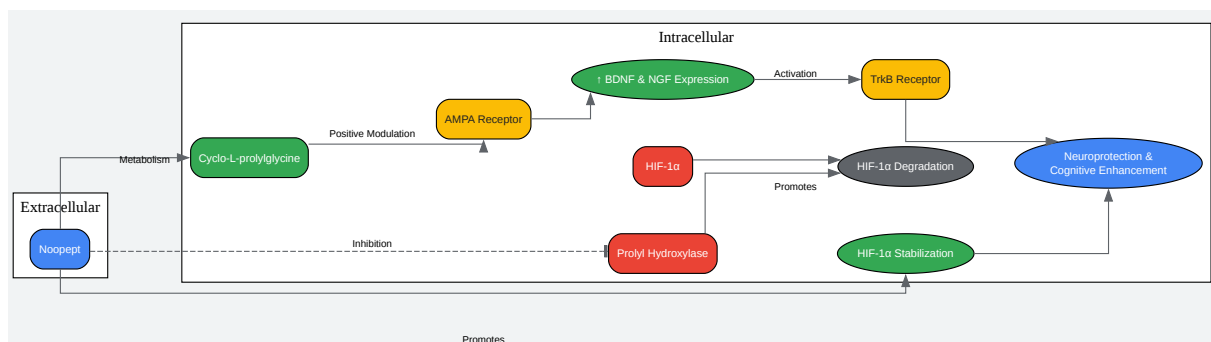 Intracellular
↑ BDNF & NGF Expression
Activation
TrkB Receptor
AMPA Receptor
Positive Modulation
Metabolism
Cyclo-L-prolylglycine
HIF-1α
HIF-1α Degradation
Neuroprotection &
Cognitive Enhancement
Promotes
Extracellular
Noopept
Inhibition
Prolyl Hydroxylase
HIF-1α Stabilization
Promotes